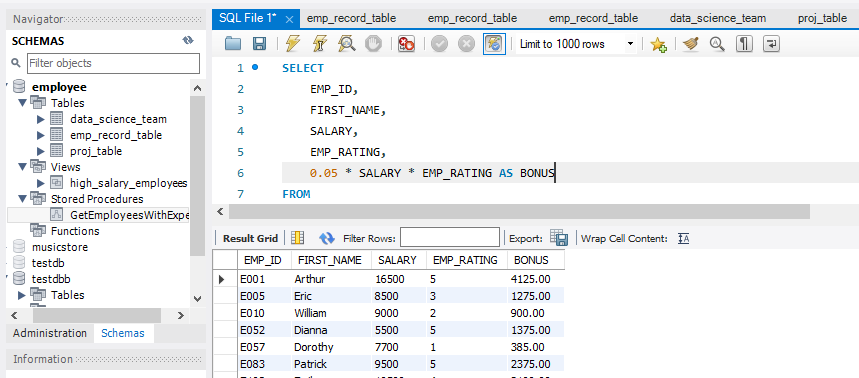 Navigator
SCHEMAS
Filter objects
employee
Tables
data_science_team
emp_record_table
proj_table
Views
high_salary_employees
Stored Procedures
GetEmployeesWithExpe
Functions
musicstore
testdb
testdbb
Tables
Administration Schemas
Information
SQL File 1* emp_record_table emp_record_table emp_record_table data_science_team proj_table
Limit to 1000 rows
1 SELECT
2 EMP_ID,
3 FIRST_NAME,
4 SALARY,
5 EMP_RATING,
6 0.05 * SALARY * EMP_RATING AS BONUS
7 FROM
Result Grid Filter Rows: Export: Wrap Cell Content:
EMP_ID FIRST_NAME SALARY EMP_RATING BONUS
E001 Arthur 16500 5 4125.00
E005 Eric 8500 3 1275.00
E010 William 9000 2 900.00
E052 Dianna 5500 5 1375.00
E057 Dorothy 7700 1 385.00
E083 Patrick 9500 5 2375.00